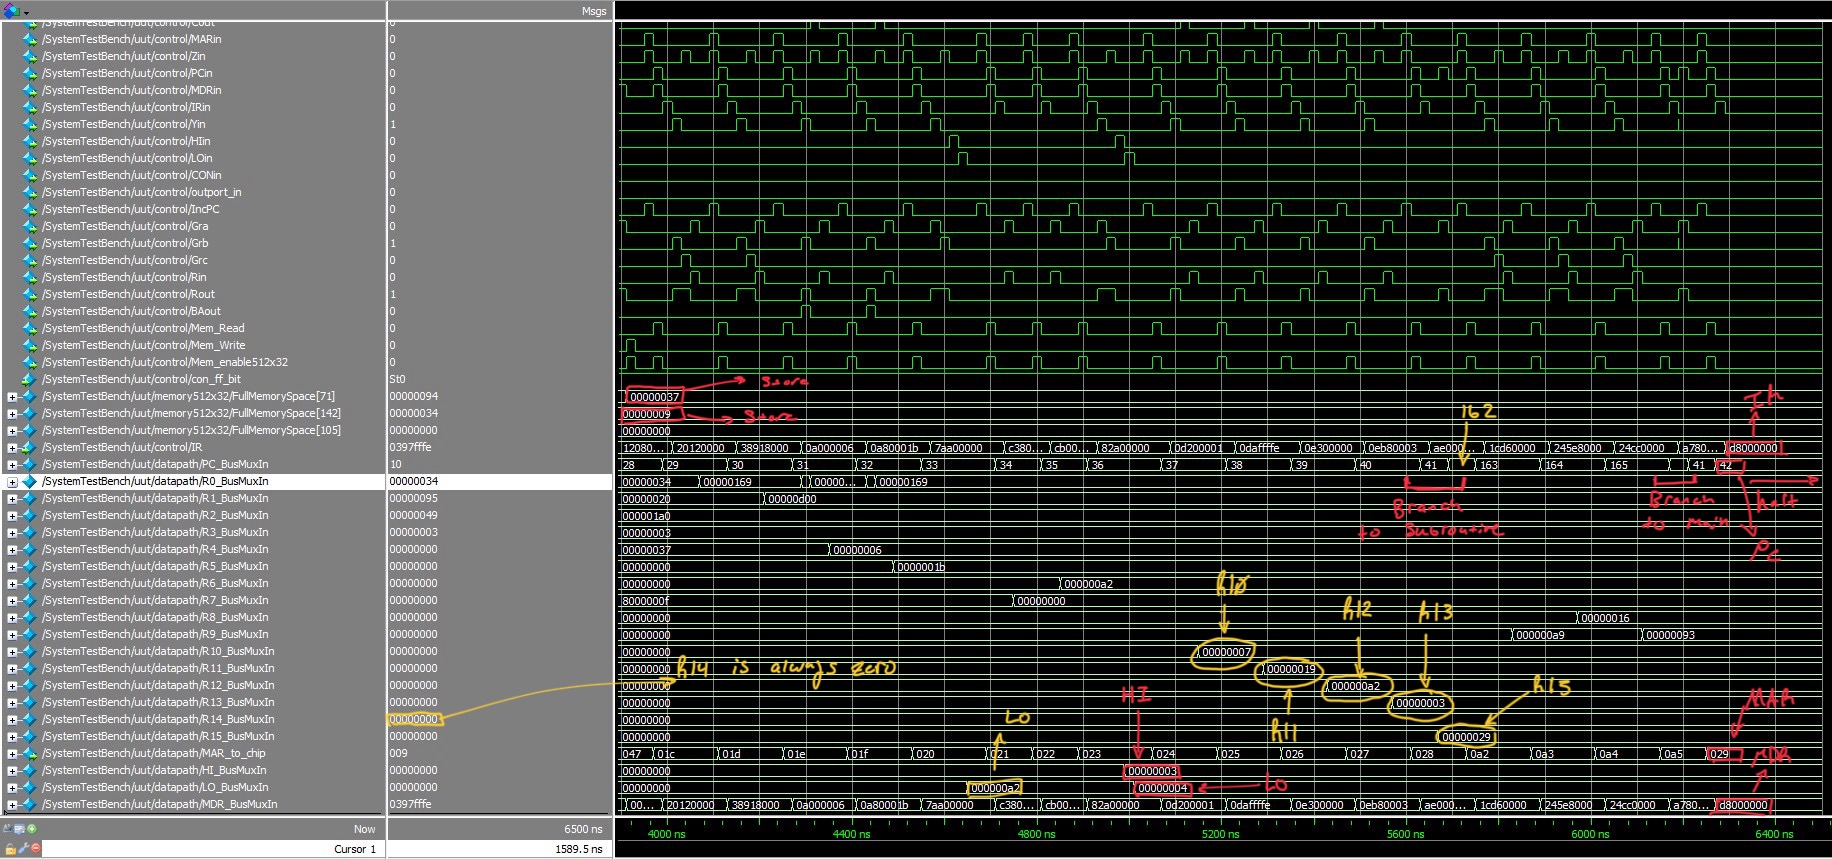 Msgs
/SystemTestBench/uut/control/Cout 0
/SystemTestBench/uut/control/MARin 0
/SystemTestBench/uut/control/Zin 0
/SystemTestBench/uut/control/PCin 0
/SystemTestBench/uut/control/MDRin 0
/SystemTestBench/uut/control/IRin 0
/SystemTestBench/uut/control/Yin 1
/SystemTestBench/uut/control/HIin 0
/SystemTestBench/uut/control/LOin 0
/SystemTestBench/uut/control/CONin 0
/SystemTestBench/uut/control/outport_in 0
/SystemTestBench/uut/control/IncPC 0
/SystemTestBench/uut/control/Gra 0
/SystemTestBench/uut/control/Grb 1
/SystemTestBench/uut/control/Grc 0
/SystemTestBench/uut/control/Rin 0
/SystemTestBench/uut/control/Rout 1
/SystemTestBench/uut/control/BAout 0
/SystemTestBench/uut/control/Mem_Read 0
/SystemTestBench/uut/control/Mem_Write 0
/SystemTestBench/uut/control/Mem_enable512x32 0
/SystemTestBench/uut/control/con_ff_bit St0
Store
/SystemTestBench/uut/memory512x32/FullMemorySpace[71] 00000094 00000037
/SystemTestBench/uut/memory512x32/FullMemorySpace[142] 00000034 00000009 Store 162 IR
/SystemTestBench/uut/memory512x32/FullMemorySpace[105] 00000000 00000000
/SystemTestBench/uut/control/IR 0397fffe 12080... 20120000 38918000 0a000006 0a80001b 7aa00000 c380... cb00... 82a00000 0d200001 0daffffe 0e300000 0eb80003 ae00... 1cd60000 245e8000 24cc0000 a780... d8000000
/SystemTestBench/uut/datapath/PC_BusMuxIn 10 28 29 30 31 32 33 34 35 36 37 38 39 40 41 163 164 165 41 42
/SystemTestBench/uut/datapath/R0_BusMuxIn 00000034 00000034 00000169 00000... 00000169
/SystemTestBench/uut/datapath/R1_BusMuxIn 00000095 00000020 00000d00
Branch to Subroutine
Branch to main
halt
PC
/SystemTestBench/uut/datapath/R2_BusMuxIn 00000049 000001a0
/SystemTestBench/uut/datapath/R3_BusMuxIn 00000003 00000003
/SystemTestBench/uut/datapath/R4_BusMuxIn 00000000 00000037 00000006
/SystemTestBench/uut/datapath/R5_BusMuxIn 00000000 00000000 0000001b
/SystemTestBench/uut/datapath/R6_BusMuxIn 00000000 00000000 000000a2
/SystemTestBench/uut/datapath/R7_BusMuxIn 00000000 8000000f 00000000
R10 R12 R13
/SystemTestBench/uut/datapath/R8_BusMuxIn 00000000 00000000 00000016
/SystemTestBench/uut/datapath/R9_BusMuxIn 00000000 00000000 000000a9 00000093
/SystemTestBench/uut/datapath/R10_BusMuxIn 00000000 00000000 00000007
R14 is always zero
/SystemTestBench/uut/datapath/R11_BusMuxIn 00000000 00000000 00000019
/SystemTestBench/uut/datapath/R12_BusMuxIn 00000000 00000000 000000a2 R15
/SystemTestBench/uut/datapath/R13_BusMuxIn 00000000 00000000 HI 00000003 MAR
/SystemTestBench/uut/datapath/R14_BusMuxIn 00000000 00000000 LO R11
/SystemTestBench/uut/datapath/R15_BusMuxIn 00000000 00000000 00000029
/SystemTestBench/uut/datapath/MAR_to_chip 009 047 01c 01d 01e 01f 020 021 022 023 024 025 026 027 028 0a2 0a3 0a4 0a5 029 MDR
/SystemTestBench/uut/datapath/HI_BusMuxIn 00000000 00000000 00000003
/SystemTestBench/uut/datapath/LO_BusMuxIn 00000000 00000000 000000a2 00000004 LO
/SystemTestBench/uut/datapath/MDR_BusMuxIn 0397fffe 00... 20120000 38918000 0a000006 0a80001b 7aa00000 c380... cb00... 82a00000 0d200001 0daffffe 0e300000 0eb80003 ae00... 1cd60000 245e8000 24cc0000 a780... d8000000
Now 6500 ns 4000 ns 4400 ns 4800 ns 5200 ns 5600 ns 6000 ns 6400 ns
Cursor 1 1589.5 ns